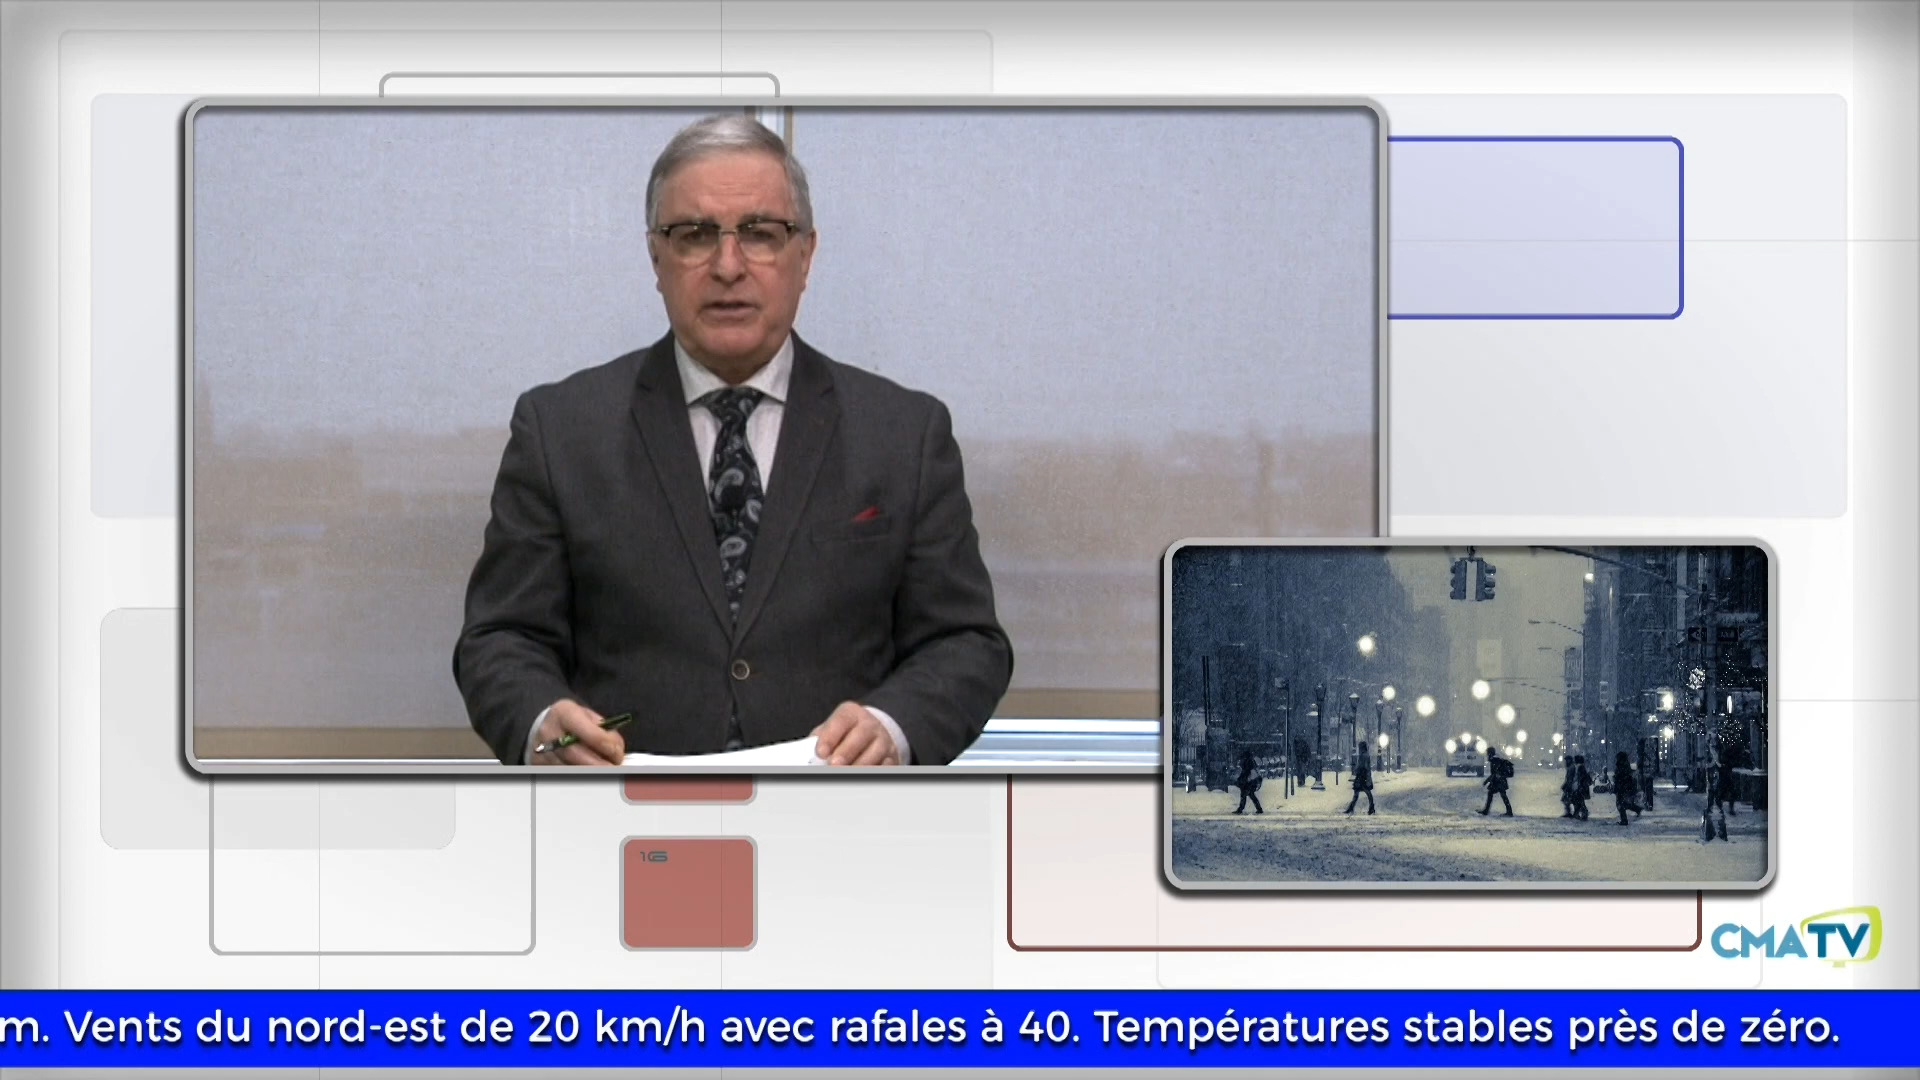 16
CMATV
m. Vents du nord-est de 20 km/h avec rafales à 40. Températures stables près de zéro.